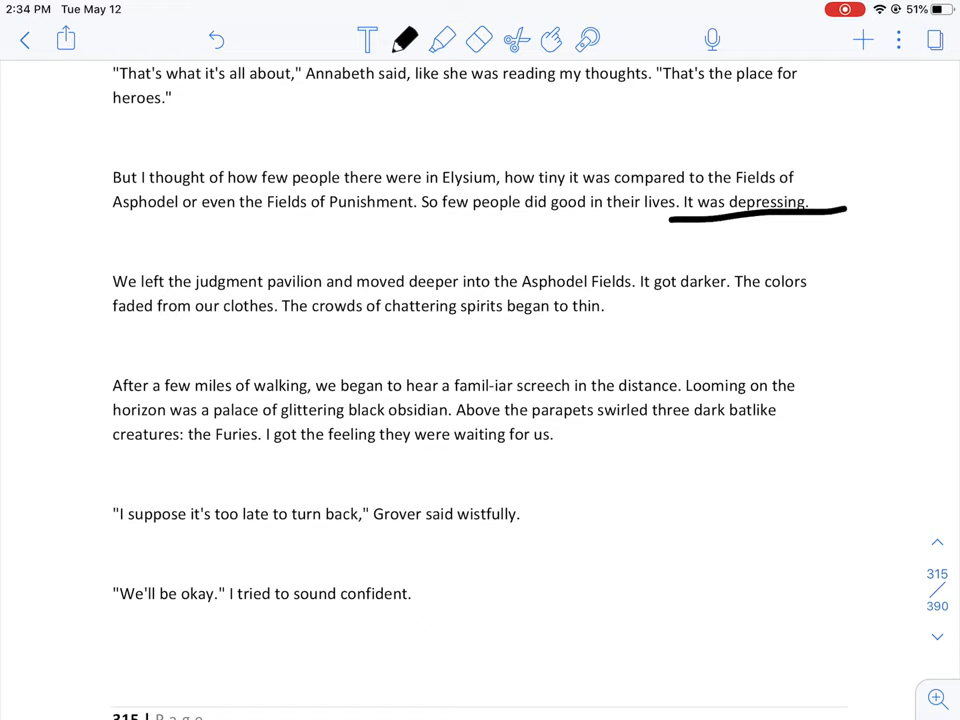 2:34 PM Tue May 12
51%
"That's what it's all about," Annabeth said, like she was reading my thoughts. "That's the place for
heroes."
But I thought of how few people there were in Elysium, how tiny it was compared to the Fields of
Asphodel or even the Fields of Punishment. So few people did good in their lives. It was depressing.
We left the judgment pavilion and moved deeper into the Asphodel Fields. It got darker. The colors
faded from our clothes. The crowds of chattering spirits began to thin.
After a few miles of walking, we began to hear a famil-iar screech in the distance. Looming on the
horizon was a palace of glittering black obsidian. Above the parapets swirled three dark batlike
creatures: the Furies. I got the feeling they were waiting for us.
"I suppose it's too late to turn back," Grover said wistfully.
"We'll be okay." I tried to sound confident.
315
390
315 | Page